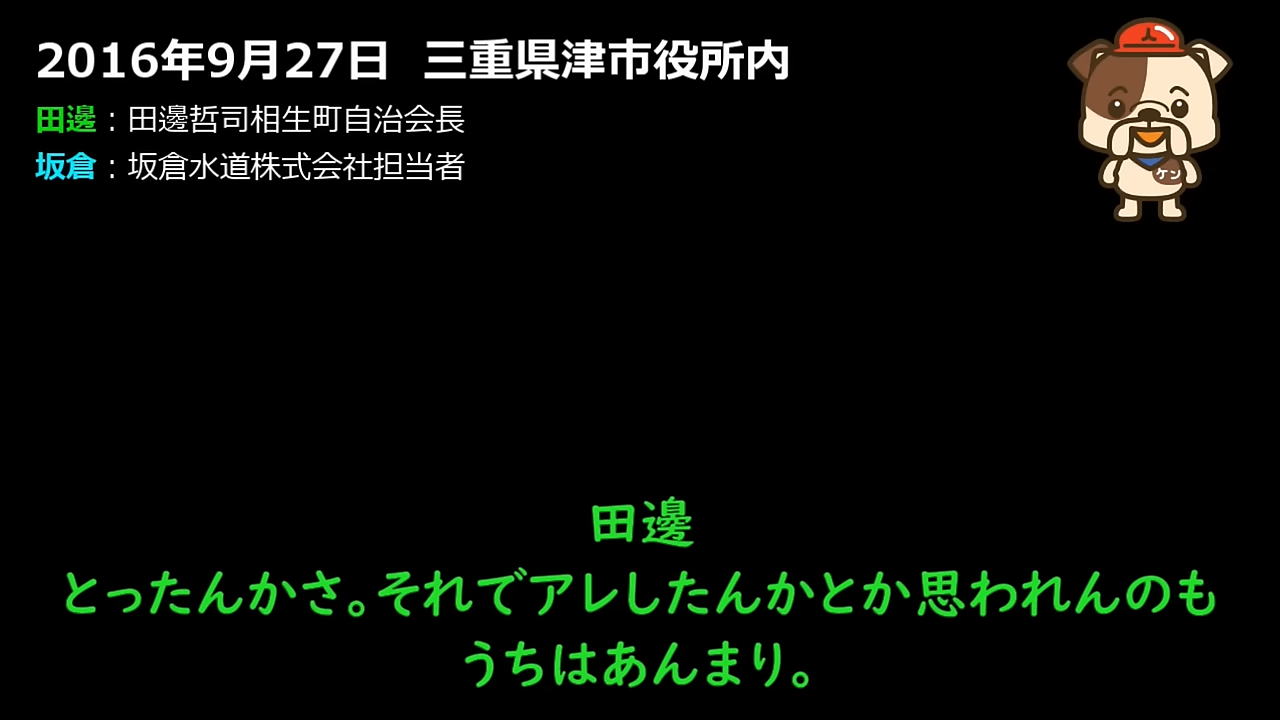 2016年9月27日 三重県津市役所内
田邊：田邊哲司相生町自治会長
坂倉：坂倉水道株式会社担当者
人
ケン
田邊
とったんかさ。それでアレしたんかとか思われんのも
うちはあんまり。